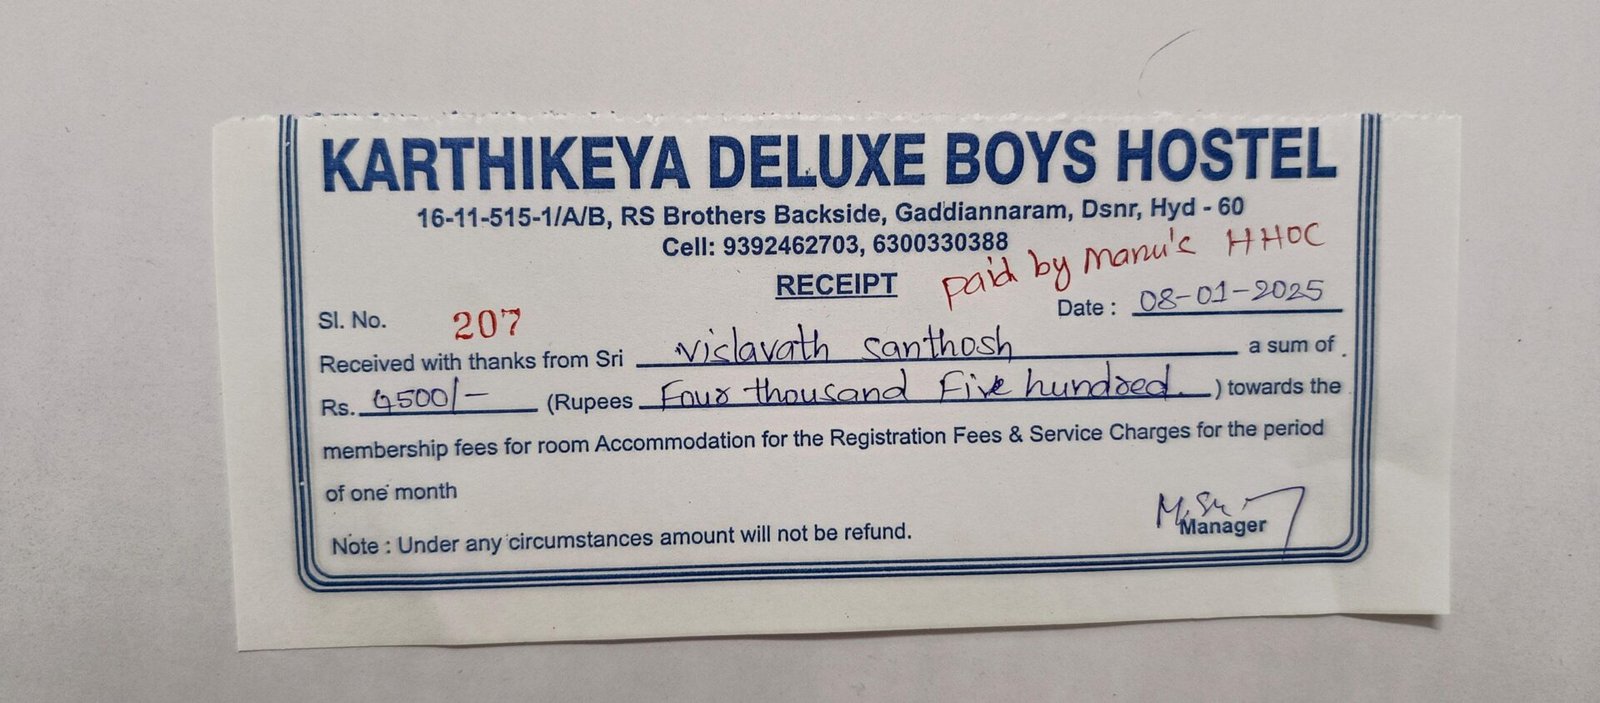 KARTHIKEYA DELUXE BOYS HOSTEL
16-11-515-1/A/B, RS Brothers Backside, Gaddiannaram, Dsnr, Hyd - 60
Cell: 9392462703, 6300330388
paid by Manu's HHOC
RECEIPT
Date : 08-01-2025
Sl. No. 207
Received with thanks from Sri vislavath santhosh a sum of
Rs. 4500/- (Rupees Four thousand Five hundred.) towards the
membership fees for room Accommodation for the Registration Fees & Service Charges for the period
of one month
Manager
Note : Under any circumstances amount will not be refund.